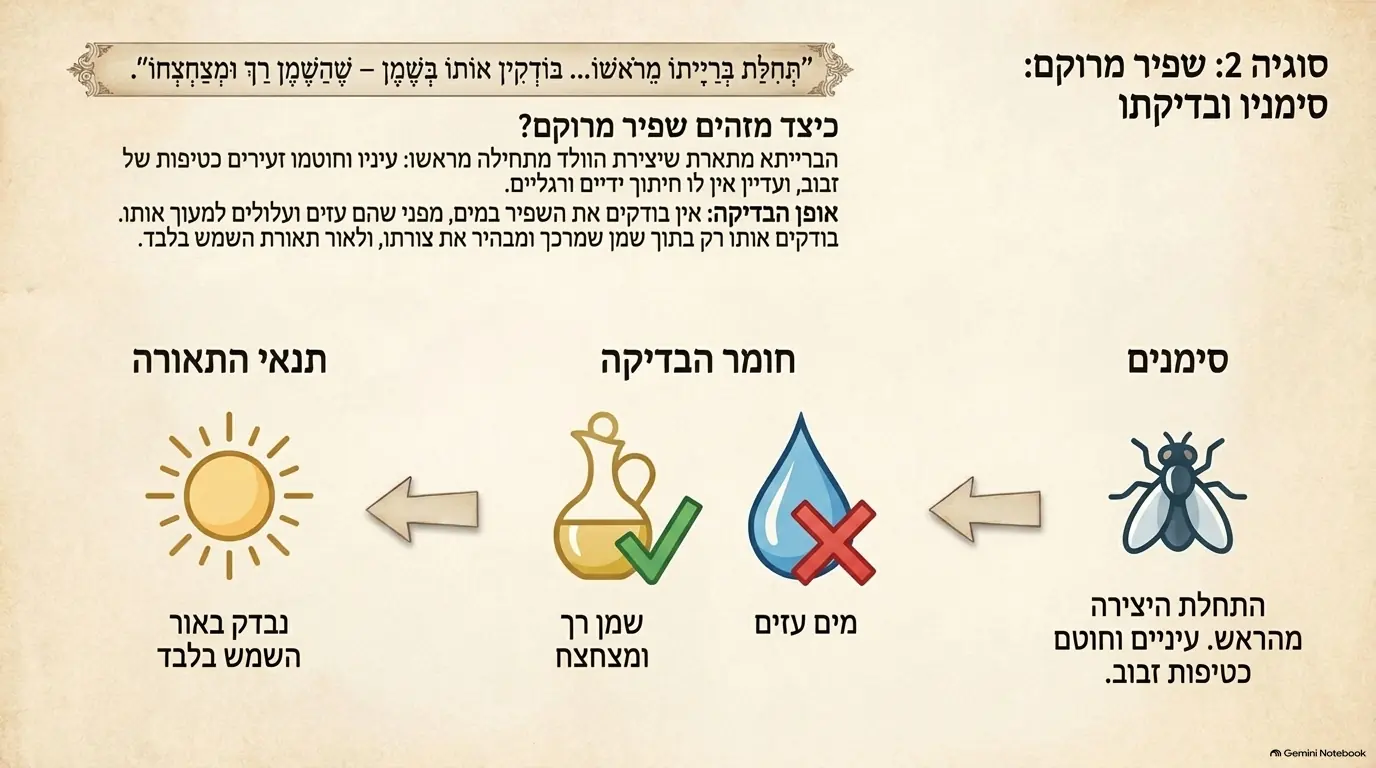 סוגיה 2: שפיר מרוקם:
סימניו ובדיקתו
"תְּחִלַּת בְּרַיָיתוֹ מֵרֹאשׁוֹ... בּוֹדְקִין אוֹתוֹ בְּשֶׁמֶן – שֶׁהַשֶּׁמֶן רַךְ וּמְצַחְצְחוֹ".
כיצד מזהים שפיר מרוקם?
הברייתא מתארת שיצירת הוולד מתחילה מראשו: עיניו וחוטמו זעירים כטיפות של
זבוב, ועדיין אין לו חיתוך ידיים ורגליים.
אופן הבדיקה: אין בודקים את השפיר במים, מפני שהם עזים ועלולים למעוך אותו.
בודקים אותו רק בתוך שמן שמרכך ומבהיר את צורתו, ולאור תאורת השמש בלבד.
סימנים
התחלת היצירה
מהראש. עיניים וחוטם
כטיפות זבוב.
חומר הבדיקה
מים עזים
שמן רך
ומצחצח
תנאי התאורה
נבדק באור
השמש בלבד
Gemini Notebook